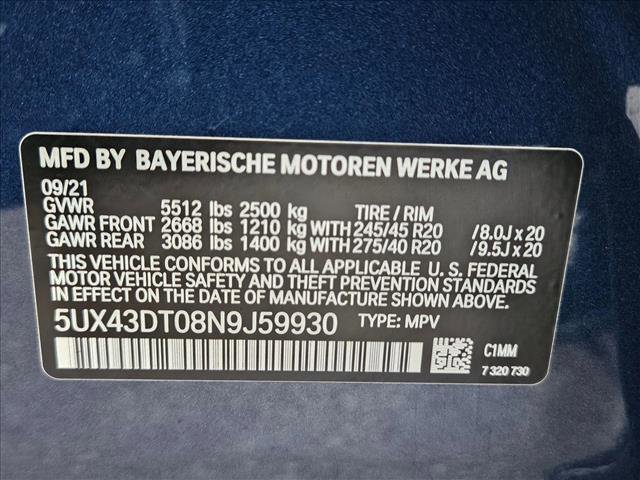 MFD BY BAYERISCHE MOTOREN WERKE AG
09/21
GVWR 5512 lbs 2500 kg TIRE / RIM
GAWR FRONT 2668 lbs 1210 kg WITH 245/45 R20 /8.0J x 20
GAWR REAR 3086 lbs 1400 kg WITH 275/40 R20 /9.5J x 20
THIS VEHICLE CONFORMS TO ALL APPLICABLE U. S. FEDERAL
MOTOR VEHICLE SAFETY AND THEFT PREVENTION STANDARDS
IN EFFECT ON THE DATE OF MANUFACTURE SHOWN ABOVE.
5UX43DT08N9J59930 TYPE: MPV
C1MM
7 320 730